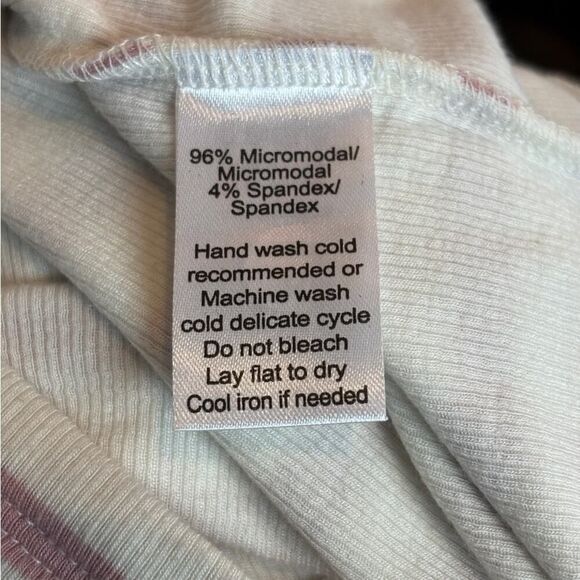 96% Micromodal/
Micromodal
4% Spandex/
Spandex
Hand wash cold
recommended or
Machine wash
cold delicate cycle
Do not bleach
Lay flat to dry
Cool iron if needed